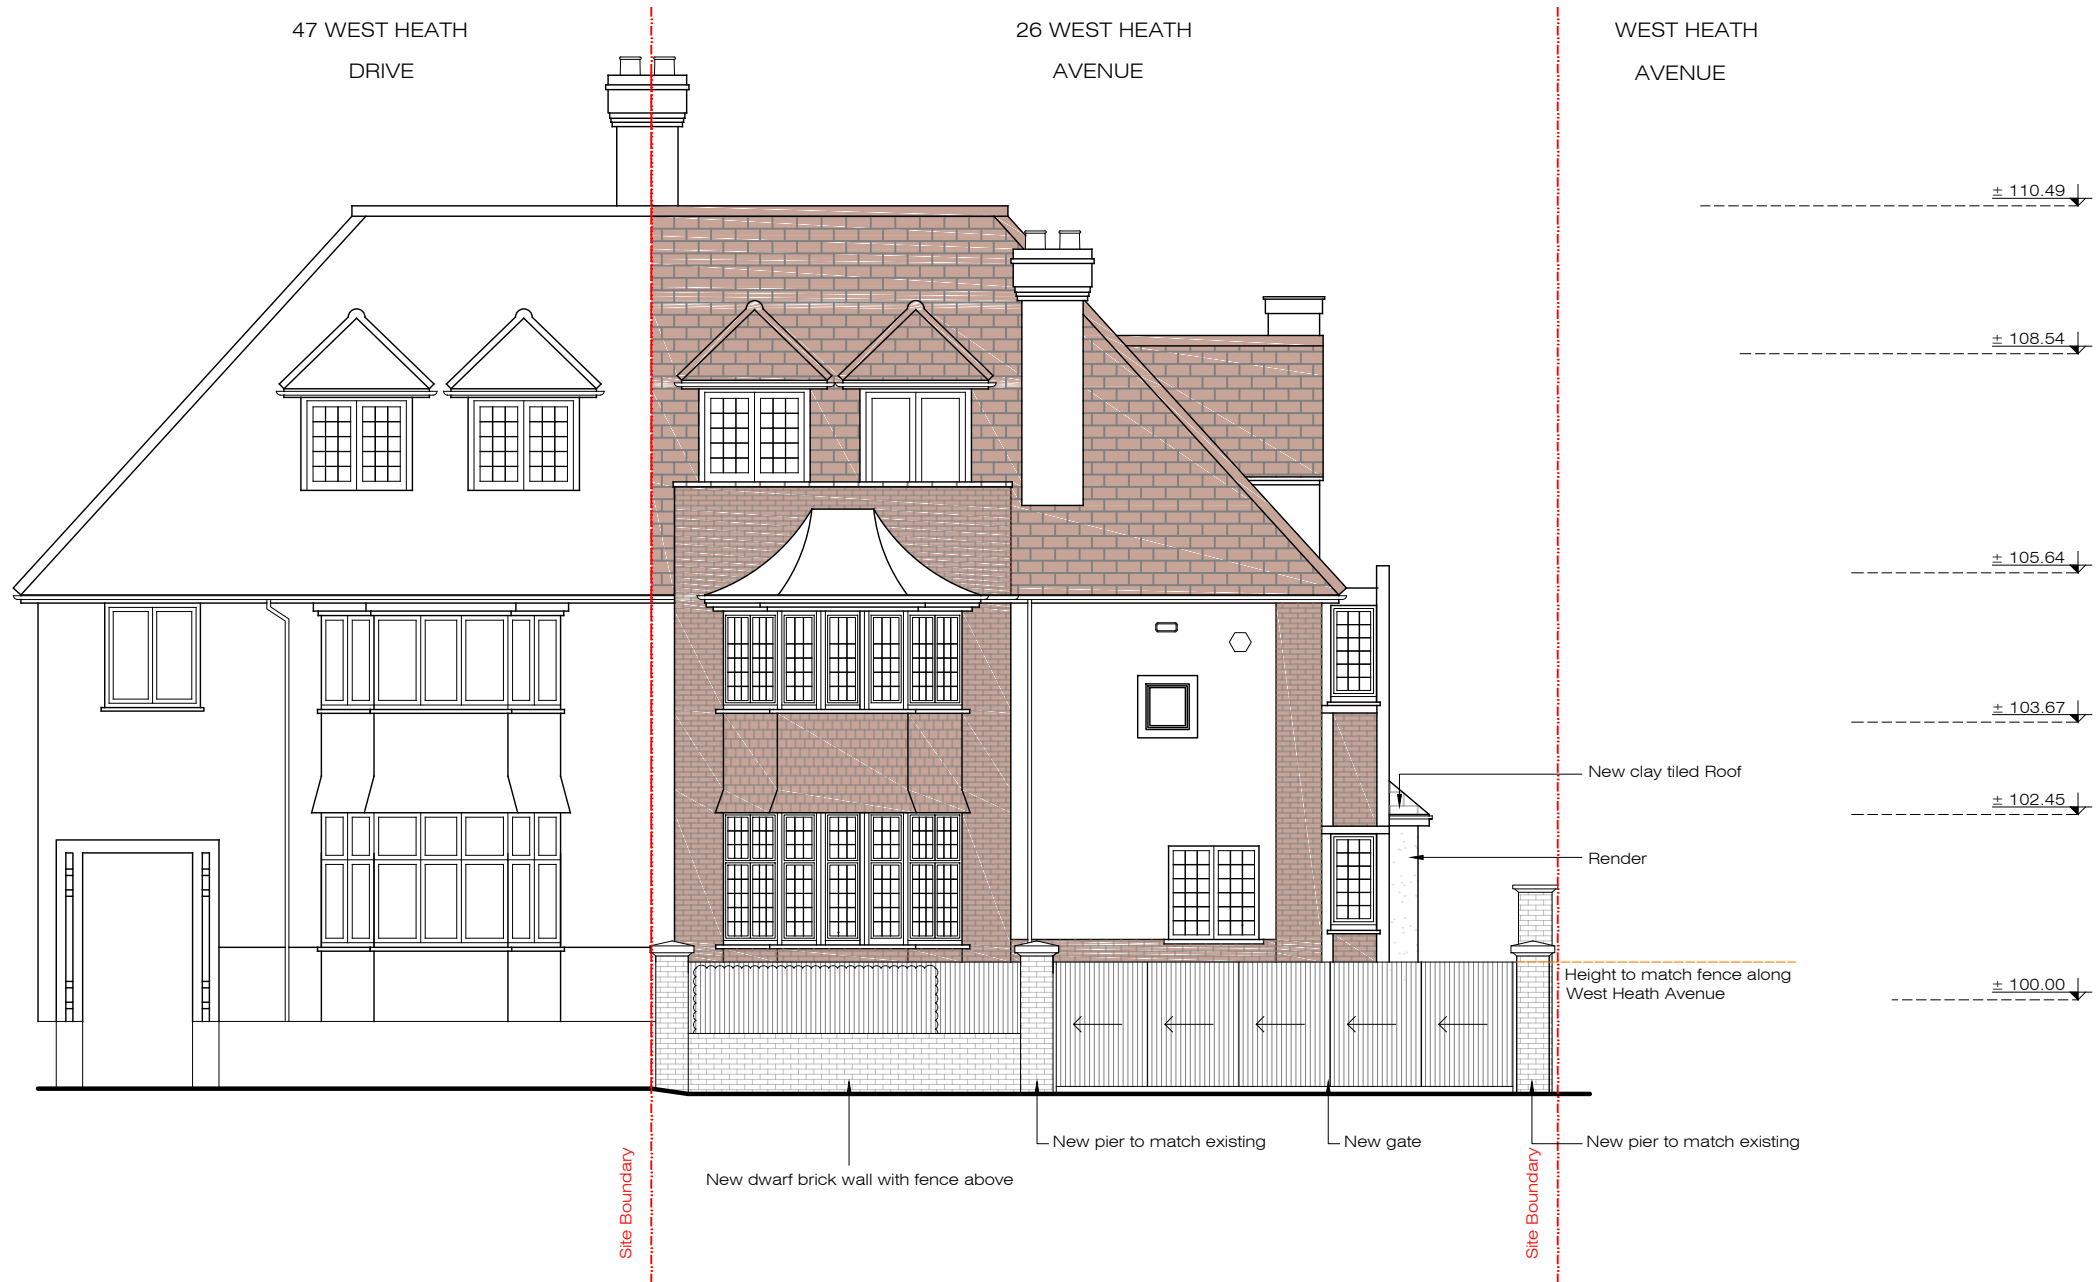 47 WEST HEATH
DRIVE
26 WEST HEATH
AVENUE
WEST HEATH
AVENUE
± 110.49
± 108.54
± 105.64
± 103.67
New clay tiled Roof
± 102.45
Render
Height to match fence along
West Heath Avenue
± 100.00
New pier to match existing
New gate
New pier to match existing
New dwarf brick wall with fence above
Site Boundary
Site Boundary